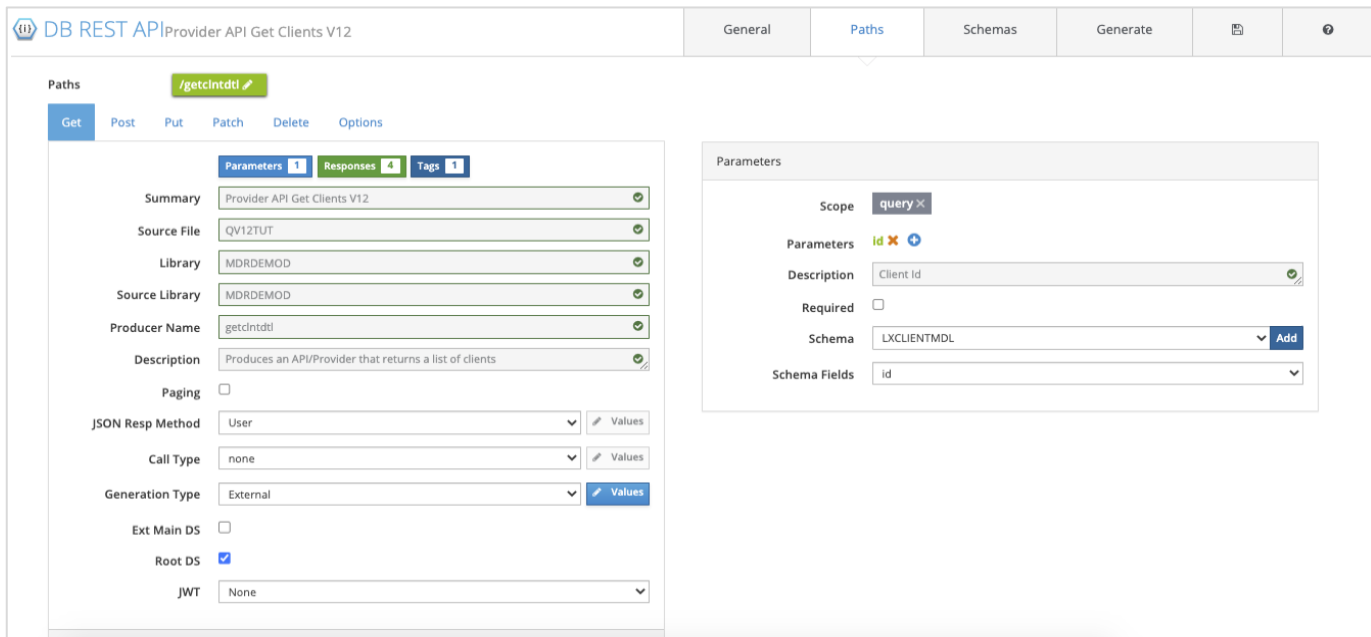 DB REST API Provider API Get Clients V12
General
Paths
Schemas
Generate
Paths
/getclntdtl
Get
Post
Put
Patch
Delete
Options
Parameters 1
Responses 4
Tags 1
Summary
Provider API Get Clients V12
Source File
QV12TUT
Library
MDRDEMOD
Source Library
MDRDEMOD
Producer Name
getclntdtl
Description
Produces an API/Provider that returns a list of clients
Paging
JSON Resp Method
User
Values
Call Type
none
Values
Generation Type
External
Values
Ext Main DS
Root DS
JWT
None
Parameters
Scope
query
Parameters
id
Description
Client Id
Required
Schema
LXCLIENTMDL
Add
Schema Fields
id